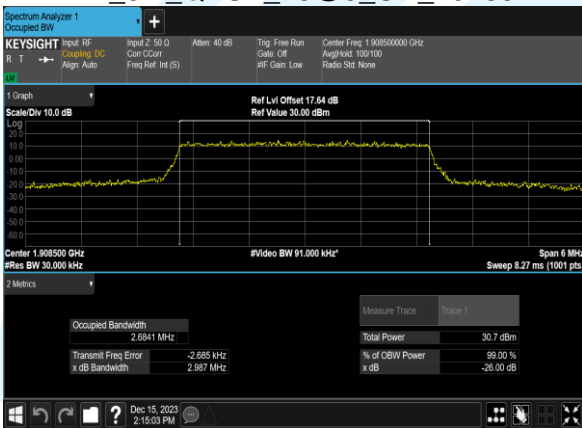 Spectrum Analyzer 1
Occupied BW
+
KEYSIGHT Input: RF Input Z: 50 Ω Atten: 40 dB Trig: Free Run Center Freq: 1.908500000 GHz
R T Coupling: DC Corr CCorr Gate: Off Avg|Hold: 100/100
Align: Auto Freq Ref: Int (S) #IF Gain: Low Radio Std: None
LW
1 Graph
Ref Lvl Offset 17.64 dB
Scale/Div 10.0 dB Ref Value 30.00 dBm
Log
20.0
10.0
0.00
-10.0
-20.0
-30.0
-40.0
-50.0
-60.0
Center 1.908500 GHz #Video BW 91.000 kHz* Span 6 MHz
#Res BW 30.000 kHz Sweep 8.27 ms (1001 pts
2 Metrics
Measure Trace Trace 1
Occupied Bandwidth
2.6841 MHz Total Power 30.7 dBm
Transmit Freq Error -2.685 kHz % of OBW Power 99.00 %
x dB Bandwidth 2.987 MHz x dB -26.00 dB
?
Dec 15, 2023
2:15:03 PM